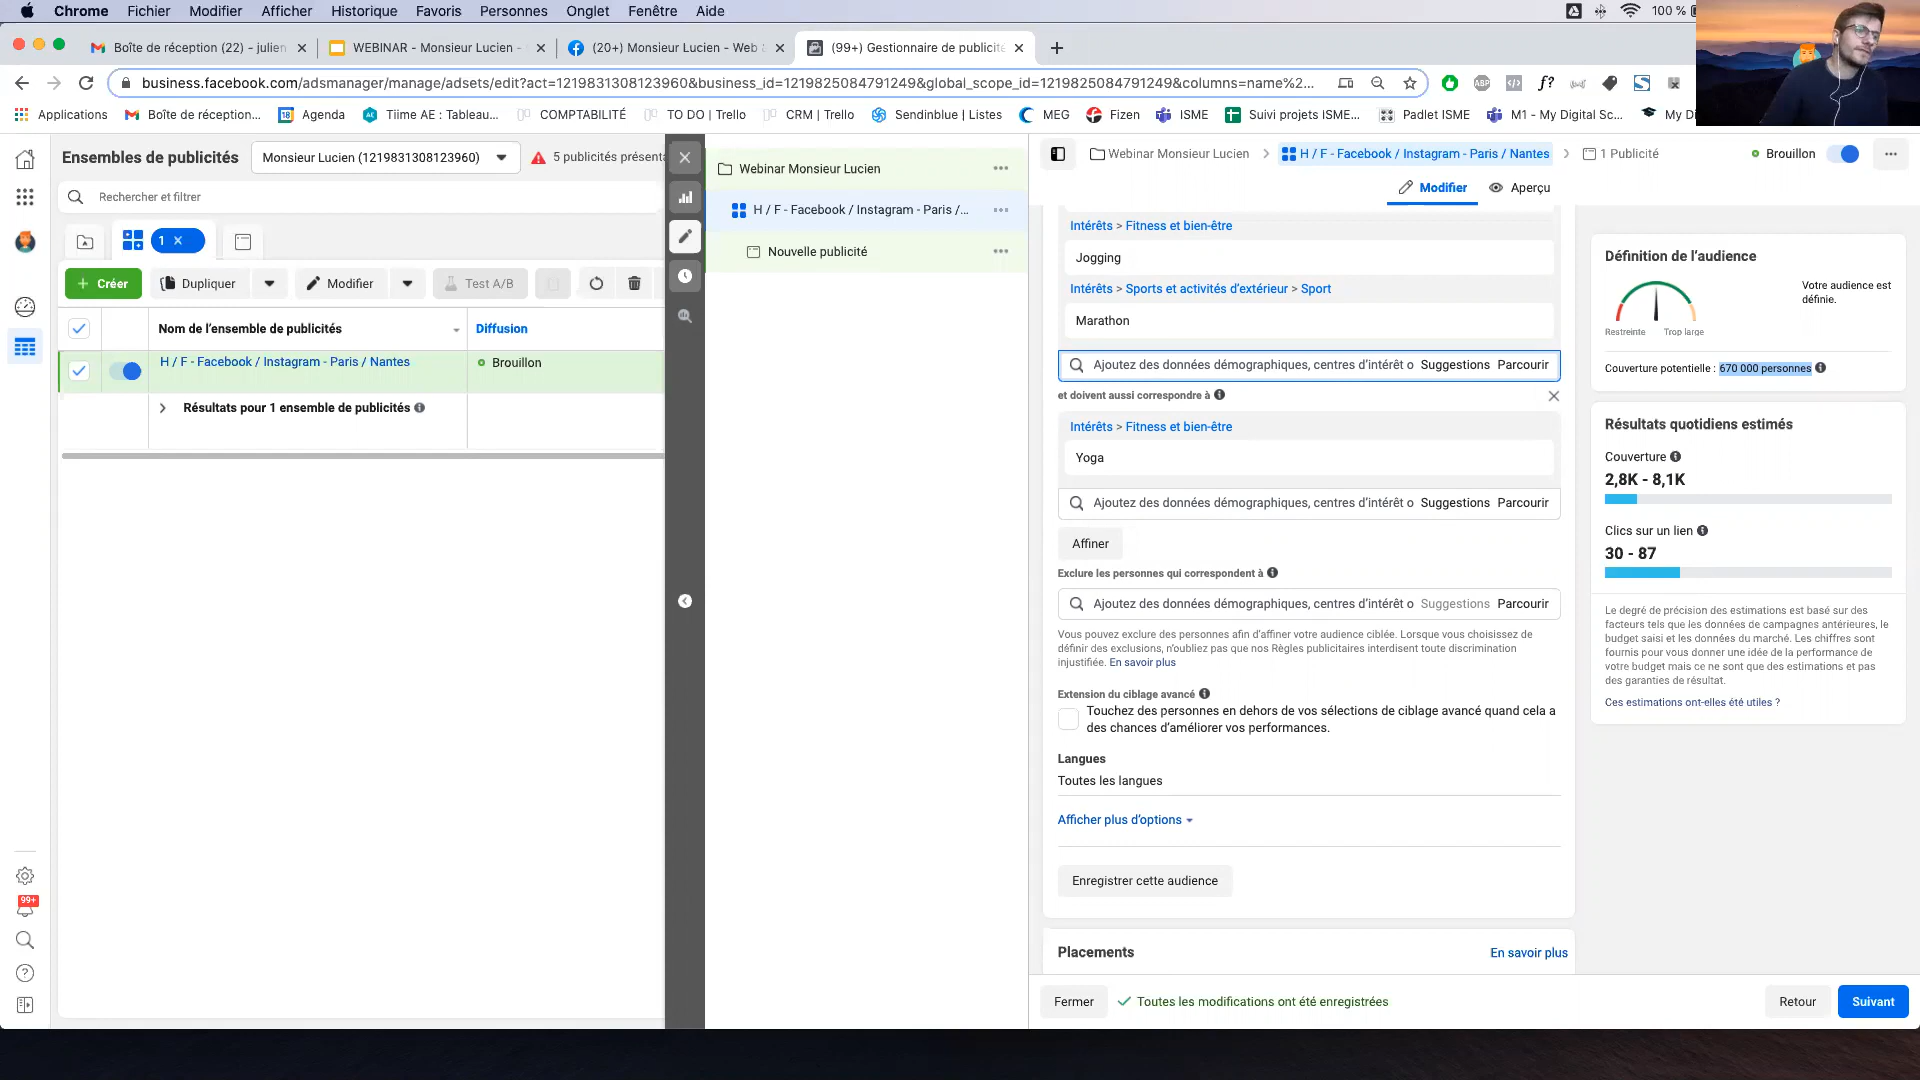 Chrome Fichier Modifier Afficher Historique Favoris Personnes Onglet Fenêtre Aide 100 %
Boîte de réception (22) - julien
WEBINAR - Monsieur Lucien -
(20+) Monsieur Lucien - Web
(99+) Gestionnaire de publicité
business.facebook.com/adsmanager/manage/adsets/edit?act=1219831308123960&business_id=1219825084791249&global_scope_id=1219825084791249&columns=name%2...
ABP
f?
Applications
Boîte de réception...
18
Agenda
Tiime AE : Tableau...
COMPTABILITÉ
TO DO | Trello
CRM | Trello
Sendinblue | Listes
MEG
Fizen
ISME
Suivi projets ISME...
Padlet ISME
M1 - My Digital Sc...
My Di
Ensembles de publicités
Monsieur Lucien (1219831308123960)
5 publicités présent
Rechercher et filtrer
1
Créer
Dupliquer
Modifier
Test A/B
Nom de l'ensemble de publicités
Diffusion
H / F - Facebook / Instagram - Paris / Nantes
Brouillon
Résultats pour 1 ensemble de publicités
99+
Webinar Monsieur Lucien
H / F - Facebook / Instagram - Paris /...
Nouvelle publicité
Webinar Monsieur Lucien
H / F - Facebook / Instagram - Paris / Nantes
1 Publicité
Brouillon
Modifier
Aperçu
Intérêts > Fitness et bien-être
Jogging
Intérêts > Sports et activités d'extérieur > Sport
Marathon
Ajoutez des données démographiques, centres d'intérêt o Suggestions Parcourir
et doivent aussi correspondre à
Intérêts > Fitness et bien-être
Yoga
Ajoutez des données démographiques, centres d'intérêt o Suggestions Parcourir
Affiner
Exclure les personnes qui correspondent à
Ajoutez des données démographiques, centres d'intérêt o Suggestions Parcourir
Vous pouvez exclure des personnes afin d'affiner votre audience ciblée. Lorsque vous choisissez de
définir des exclusions, n'oubliez pas que nos Règles publicitaires interdisent toute discrimination
injustifiée. En savoir plus
Extension du ciblage avancé
Touchez des personnes en dehors de vos sélections de ciblage avancé quand cela a
des chances d'améliorer vos performances.
Langues
Toutes les langues
Afficher plus d'options
Enregistrer cette audience
Placements
En savoir plus
Fermer
Toutes les modifications ont été enregistrées
Retour
Suivant
Définition de l'audience
Votre audience est
définie.
Restreinte
Trop large
Couverture potentielle : 670 000 personnes
Résultats quotidiens estimés
Couverture
2,8K - 8,1K
Clics sur un lien
30 - 87
Le degré de précision des estimations est basé sur des
facteurs tels que les données de campagnes antérieures, le
budget saisi et les données du marché. Les chiffres sont
fournis pour vous donner une idée de la performance de
votre budget mais ce ne sont que des estimations et pas
des garanties de résultat.
Ces estimations ont-elles été utiles ?